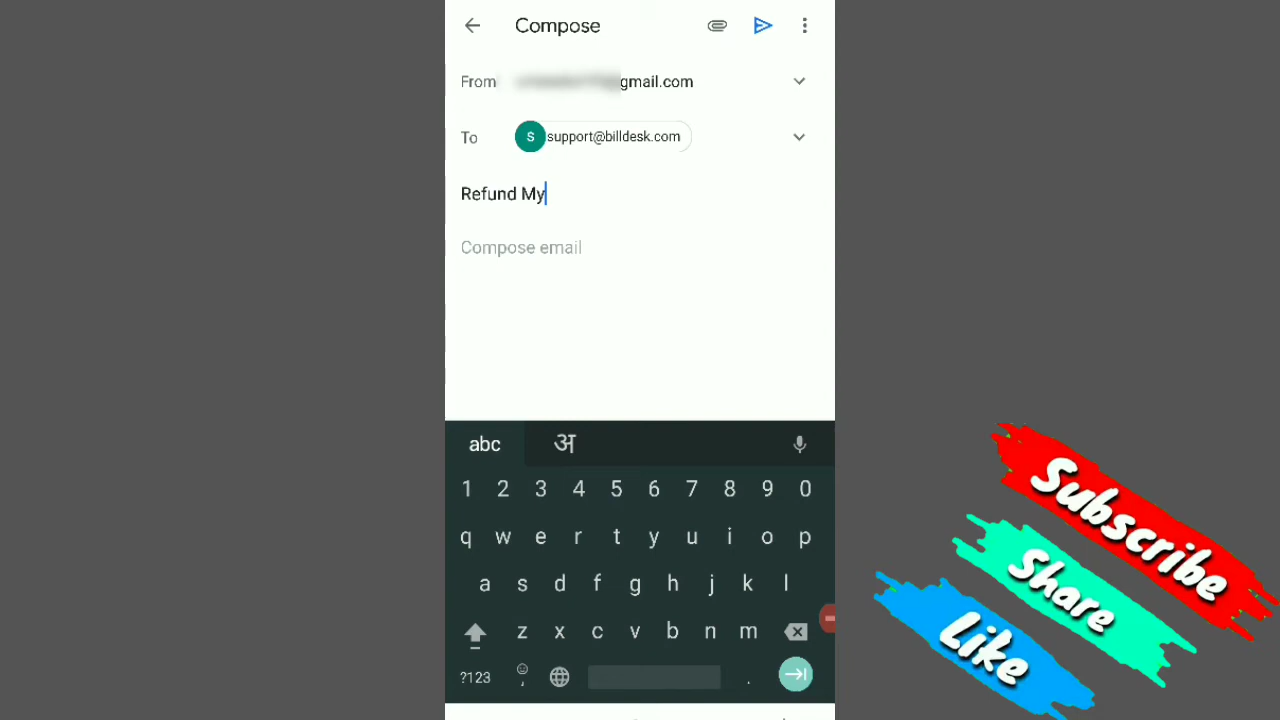 Compose
From gmail.com
To S support@billdesk.com
Refund My
Compose email
abc अ
1 2 3 4 5 6 7 8 9 0
q w e r t y u i o p
a s d f g h j k l
z x c v b n m
?123 , .
Subscribe
Share
Like